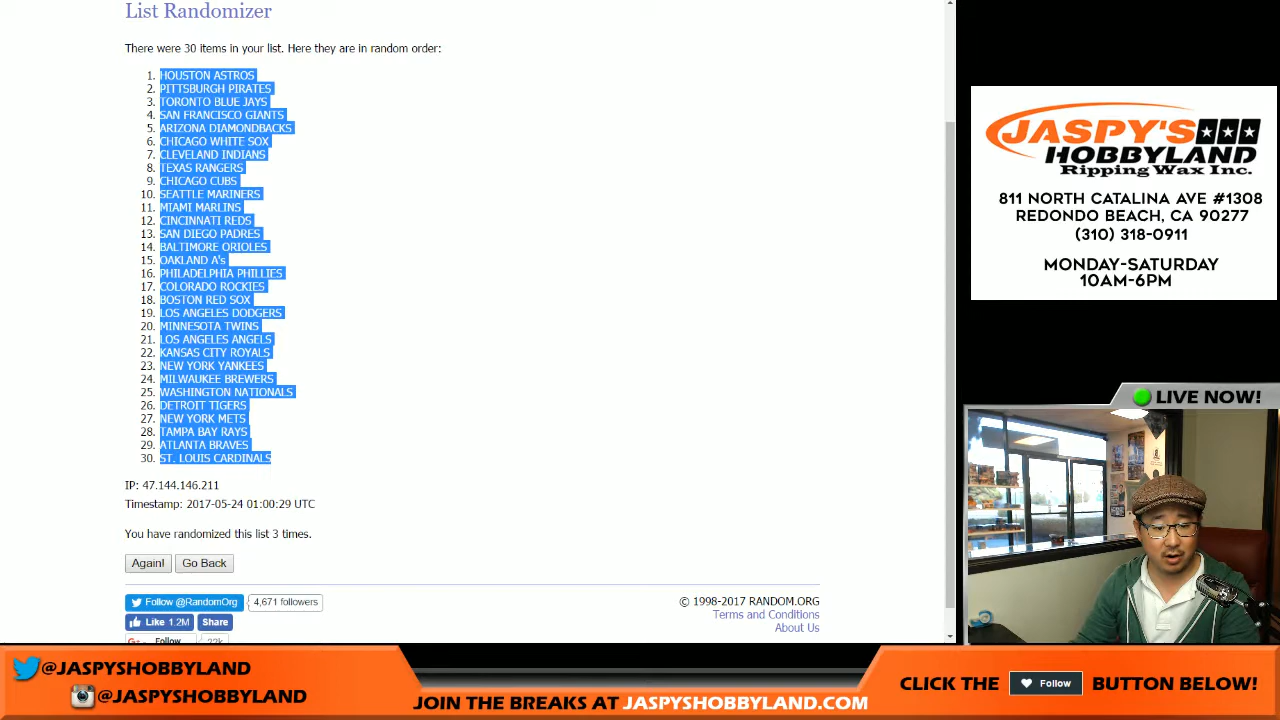 List Randomizer
There were 30 items in your list. Here they are in random order:
1. HOUSTON ASTROS
2. PITTSBURGH PIRATES
3. TORONTO BLUE JAYS
4. SAN FRANCISCO GIANTS
5. ARIZONA DIAMONDBACKS
6. CHICAGO WHITE SOX
7. CLEVELAND INDIANS
8. TEXAS RANGERS
9. CHICAGO CUBS
10. SEATTLE MARINERS
11. MIAMI MARLINS
12. CINCINNATI REDS
13. SAN DIEGO PADRES
14. BALTIMORE ORIOLES
15. OAKLAND A's
16. PHILADELPHIA PHILLIES
17. COLORADO ROCKIES
18. BOSTON RED SOX
19. LOS ANGELES DODGERS
20. MINNESOTA TWINS
21. LOS ANGELES ANGELS
22. KANSAS CITY ROYALS
23. NEW YORK YANKEES
24. MILWAUKEE BREWERS
25. WASHINGTON NATIONALS
26. DETROIT TIGERS
27. NEW YORK METS
28. TAMPA BAY RAYS
29. ATLANTA BRAVES
30. ST. LOUIS CARDINALS
IP: 47.144.146.211
Timestamp: 2017-05-24 01:00:29 UTC
You have randomized this list 3 times.
Again! Go Back
Follow @RandomOrg 4,671 followers
Like 1.2M Share
Follow 22k
© 1998-2017 RANDOM.ORG
Terms and Conditions
About Us
JASPY'S
HOBBYLAND
Ripping Wax Inc.
811 NORTH CATALINA AVE #1308
REDONDO BEACH, CA 90277
(310) 318-0911
MONDAY-SATURDAY
10AM-6PM
LIVE NOW!
@JASPYSHOBBYLAND
@JASPYSHOBBYLAND
JOIN THE BREAKS AT JASPYSHOBBYLAND.COM
CLICK THE Follow BUTTON BELOW!